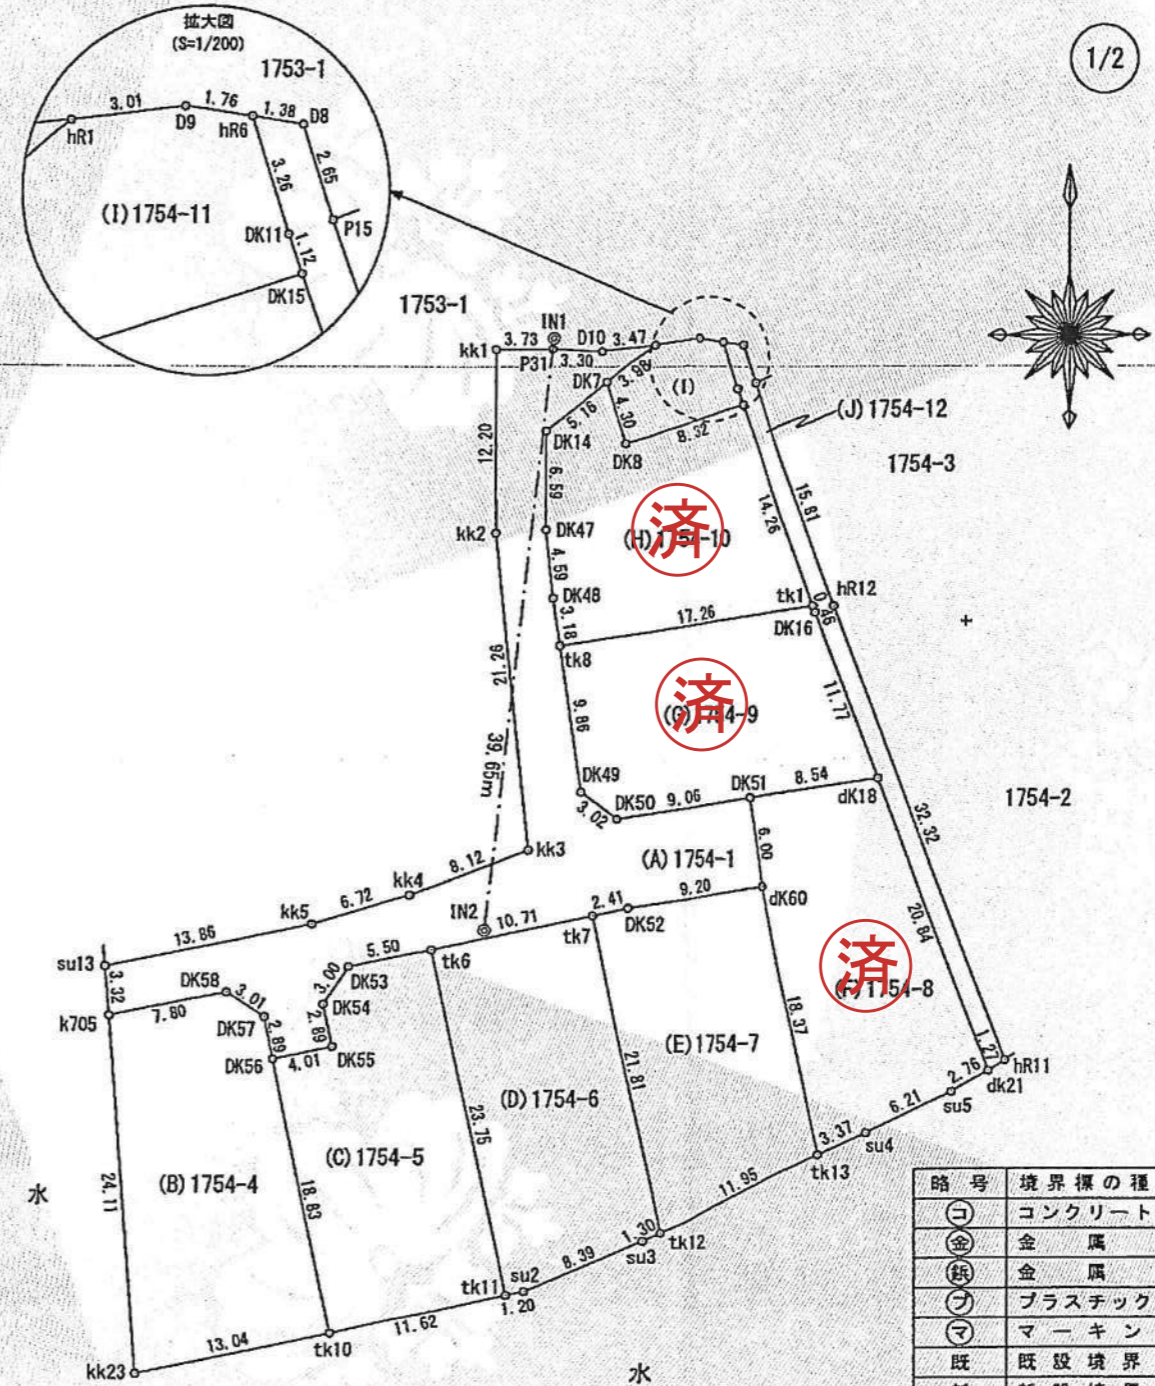 拡大図
(S=1/200)
1753-1
1/2
3.01
1.76
1.38
D8
hR1
D9
hR6
3.26
2.65
(I)1754-11
DK11
P15
1.12
DK15
1753-1
IN1
3.73
D10
3.47
kk1
P31
3.30
DK7
3.98
(I)
(J)1754-12
4.30
5.16
8.32
DK14
DK8
1754-3
12.20
6.59
15.81
14.26
kk2
DK47
済
(H)1754-10
4.59
DK48
tk1
hR12
0.46
17.26
3.18
DK16
tk8
21.26
11.77
済
(G)1754-9
9.86
39.65m
DK49
DK51
8.54
dK18
DK50
9.06
3.02
1754-2
32.32
kk3
6.00
(A)1754-1
8.12
kk4
6.72
9.20
dK60
kk5
IN2
10.71
2.41
DK52
tk7
13.86
5.50
tk6
su13
DK53
20.84
済
(F)1754-8
3.32
DK58
3.00
3.01
DK54
k705
7.80
DK57
2.89
2.89
18.37
DK55
DK56
4.01
(E)1754-7
21.81
1.27
hR11
2.76
dk21
su5
(D)1754-6
23.75
6.21
(C)1754-5
3.37
su4
tk13
(B)1754-4
24.11
18.83
11.95
水
1.30
tk12
su3
8.39
su2
tk11
1.20
11.62
13.04
tk10
kk23
水
略 号 境界標の種
コ コンクリート
金 金 属
鋲 金 属
プ プラスチック
マ マーキン
既 既設境界